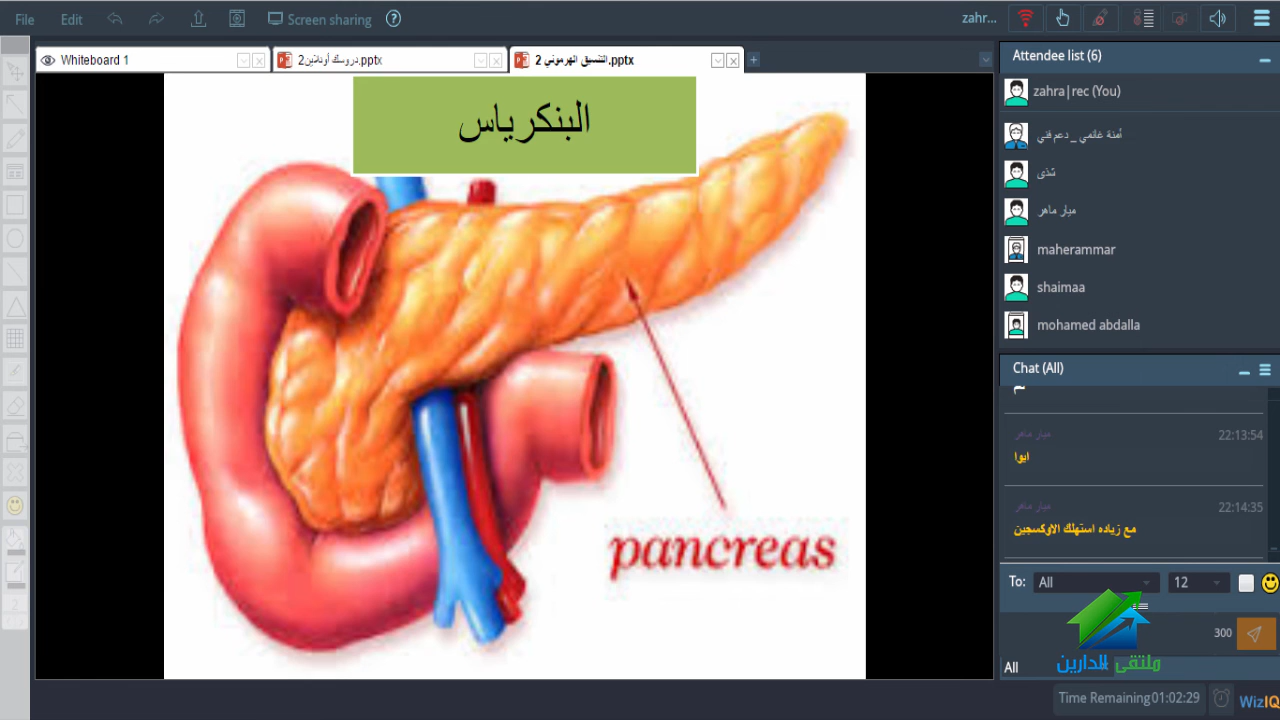 File Edit Screen sharing zahr...
Whiteboard 1
دروسك أونلاين2.pptx
التنسيق الهرموني 2.pptx
البنكرياس
pancreas
Attendee list (6)
zahra|rec (You)
أمنة غانمي _ دعم فني
ميار ماهر
maherammar
shaimaa
mohamed abdalla
Chat (All)
ميار ماهر 22:13:54
ايوا
ميار ماهر 22:14:35
مع زياده استهلك الاوكسجين
To: All 12
300
All
ملتقى الدارين
Time Remaining 01:02:29
WizIQ